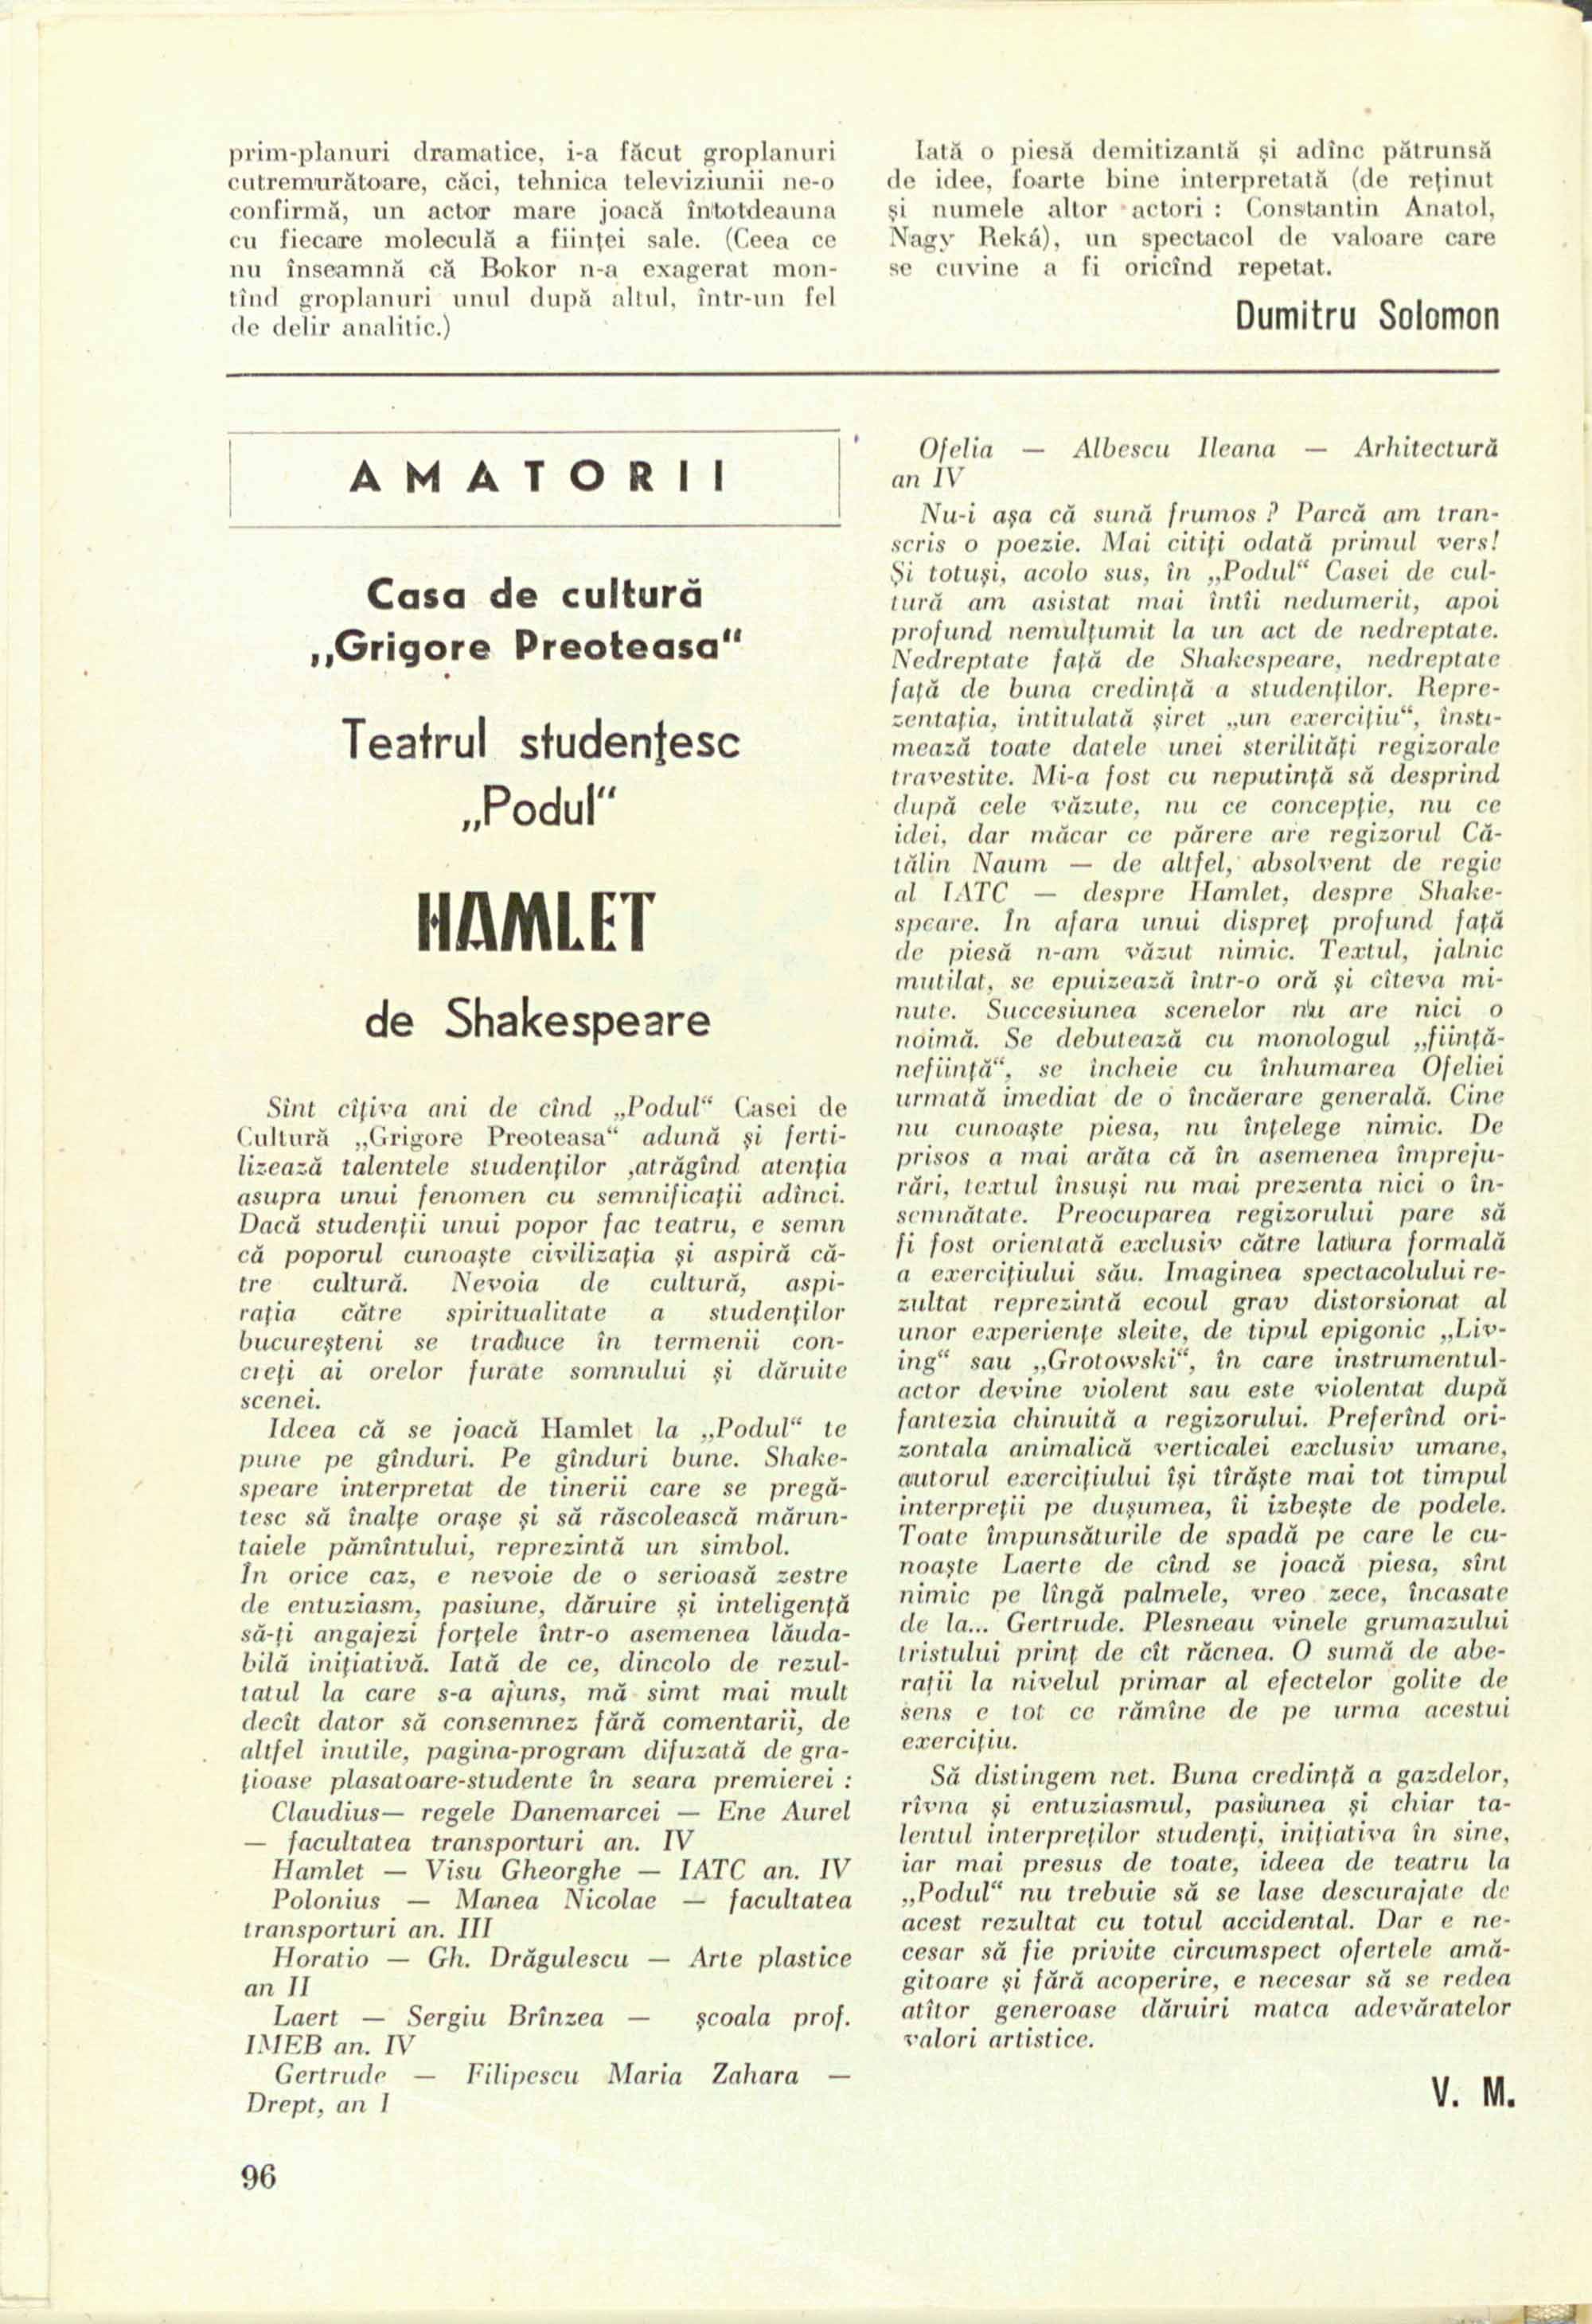 prim-planuri dramatice, i-a făcut groplanuri
cutremurătoare, căci, tehnica televiziunii ne-o
confirmă, un actor mare joacă întotdeauna
cu fiecare moleculă a ființei sale. (Ceea ce
nu înseamnă că Bokor n-a exagerat mon-
tînd groplanuri unul după altul, într-un fel
de delir analitic.)
Iată o piesă demitizantă și adînc pătrunsă
de idee, foarte bine interpretată (de reținut
și numele altor actori : Constantin Anatol,
Nagy Reká), un spectacol de valoare care
se cuvine a fi oricînd repetat.
Dumitru Solomon
AMATORII
Casa de cultură
„Grigore Preoteasa“
Teatrul studențesc
„Podul“
HAMLET
de Shakespeare
Sînt cîțiva ani de cînd „Podul“ Casei de
Cultură „Grigore Preoteasa“ adună și ferti-
lizează talentele studenților ,atrăgînd atenția
asupra unui fenomen cu semnificații adînci.
Dacă studenții unui popor fac teatru, e semn
că poporul cunoaște civilizația și aspiră că-
tre cultură. Nevoia de cultură, aspi-
rația către spiritualitate a studenților
bucureșteni se traduce în termenii con-
creți ai orelor furate somnului și dăruite
scenei.
Ideea că se joacă Hamlet la „Podul“ te
pune pe gînduri. Pe gînduri bune. Shake-
speare interpretat de tinerii care se pregă-
tesc să înalțe orașe și să răscolească mărun-
taiele pămîntului, reprezintă un simbol.
În orice caz, e nevoie de o serioasă zestre
de entuziasm, pasiune, dăruire și inteligență
să-ți angajezi forțele într-o asemenea lăuda-
bilă inițiativă. Iată de ce, dincolo de rezul-
tatul la care s-a ajuns, mă simt mai mult
decît dator să consemnez fără comentarii, de
altfel inutile, pagina-program difuzată de gra-
țioase plasatoare-studente în seara premierei :
Claudius— regele Danemarcei — Ene Aurel
— facultatea transporturi an. IV
Hamlet — Visu Gheorghe — IATC an. IV
Polonius — Manea Nicolae — facultatea
transporturi an. III
Horatio — Gh. Drăgulescu — Arte plastice
an II
Laert — Sergiu Brînzea — școala prof.
IMEB an. IV
Gertrude — Filipescu Maria Zahara —
Drept, an I
Ofelia — Albescu Ileana — Arhitectură
an IV
Nu-i așa că sună frumos ? Parcă am tran-
scris o poezie. Mai citiți odată primul vers!
Și totuși, acolo sus, în „Podul“ Casei de cul-
tură am asistat mai întîi nedumerit, apoi
profund nemulțumit la un act de nedreptate.
Nedreptate față de Shakespeare, nedreptate
față de buna credință a studenților. Repre-
zentația, intitulată șiret „un exercițiu“, însu-
mează toate datele unei sterilități regizorale
travestite. Mi-a fost cu neputință să desprind
după cele văzute, nu ce concepție, nu ce
idei, dar măcar ce părere are regizorul Că-
tălin Naum — de altfel, absolvent de regie
al IATC — despre Hamlet, despre Shake-
speare. În afara unui dispreț profund față
de piesă n-am văzut nimic. Textul, jalnic
mutilat, se epuizează într-o oră și cîteva mi-
nute. Succesiunea scenelor nu are nici o
noimă. Se debutează cu monologul „ființă-
neființă“, se încheie cu înhumarea Ofeliei
urmată imediat de o încăerare generală. Cine
nu cunoaște piesa, nu înțelege nimic. De
prisos a mai arăta că în asemenea împreju-
rări, textul însuși nu mai prezenta nici o în-
semnătate. Preocuparea regizorului pare să
fi fost orientată exclusiv către latura formală
a exercițiului său. Imaginea spectacolului re-
zultat reprezintă ecoul grav distorsionat al
unor experiențe sleite, de tipul epigonic „Liv-
ing“ sau „Grotowski“, în care instrumentul-
actor devine violent sau este violentat după
fantezia chinuită a regizorului. Preferînd ori-
zontala animalică verticalei exclusiv umane,
autorul exercițiului își tîrăște mai tot timpul
interpreții pe dușumea, îi izbește de podele.
Toate împunsăturile de spadă pe care le cu-
noaște Laerte de cînd se joacă piesa, sînt
nimic pe lîngă palmele, vreo zece, încasate
de la... Gertrude. Plesneau vinele grumazului
tristului prinț de cît răcnea. O sumă de abe-
rații la nivelul primar al efectelor golite de
sens e tot ce rămîne de pe urma acestui
exercițiu.
Să distingem net. Buna credință a gazdelor,
rîvna și entuziasmul, pasiunea și chiar ta-
lentul interpreților studenți, inițiativa în sine,
iar mai presus de toate, ideea de teatru la
„Podul“ nu trebuie să se lase descurajate de
acest rezultat cu totul accidental. Dar e ne-
cesar să fie privite circumspect ofertele amă-
gitoare și fără acoperire, e necesar să se redea
atîtor generoase dăruiri matca adevăratelor
valori artistice.
V. M.
96